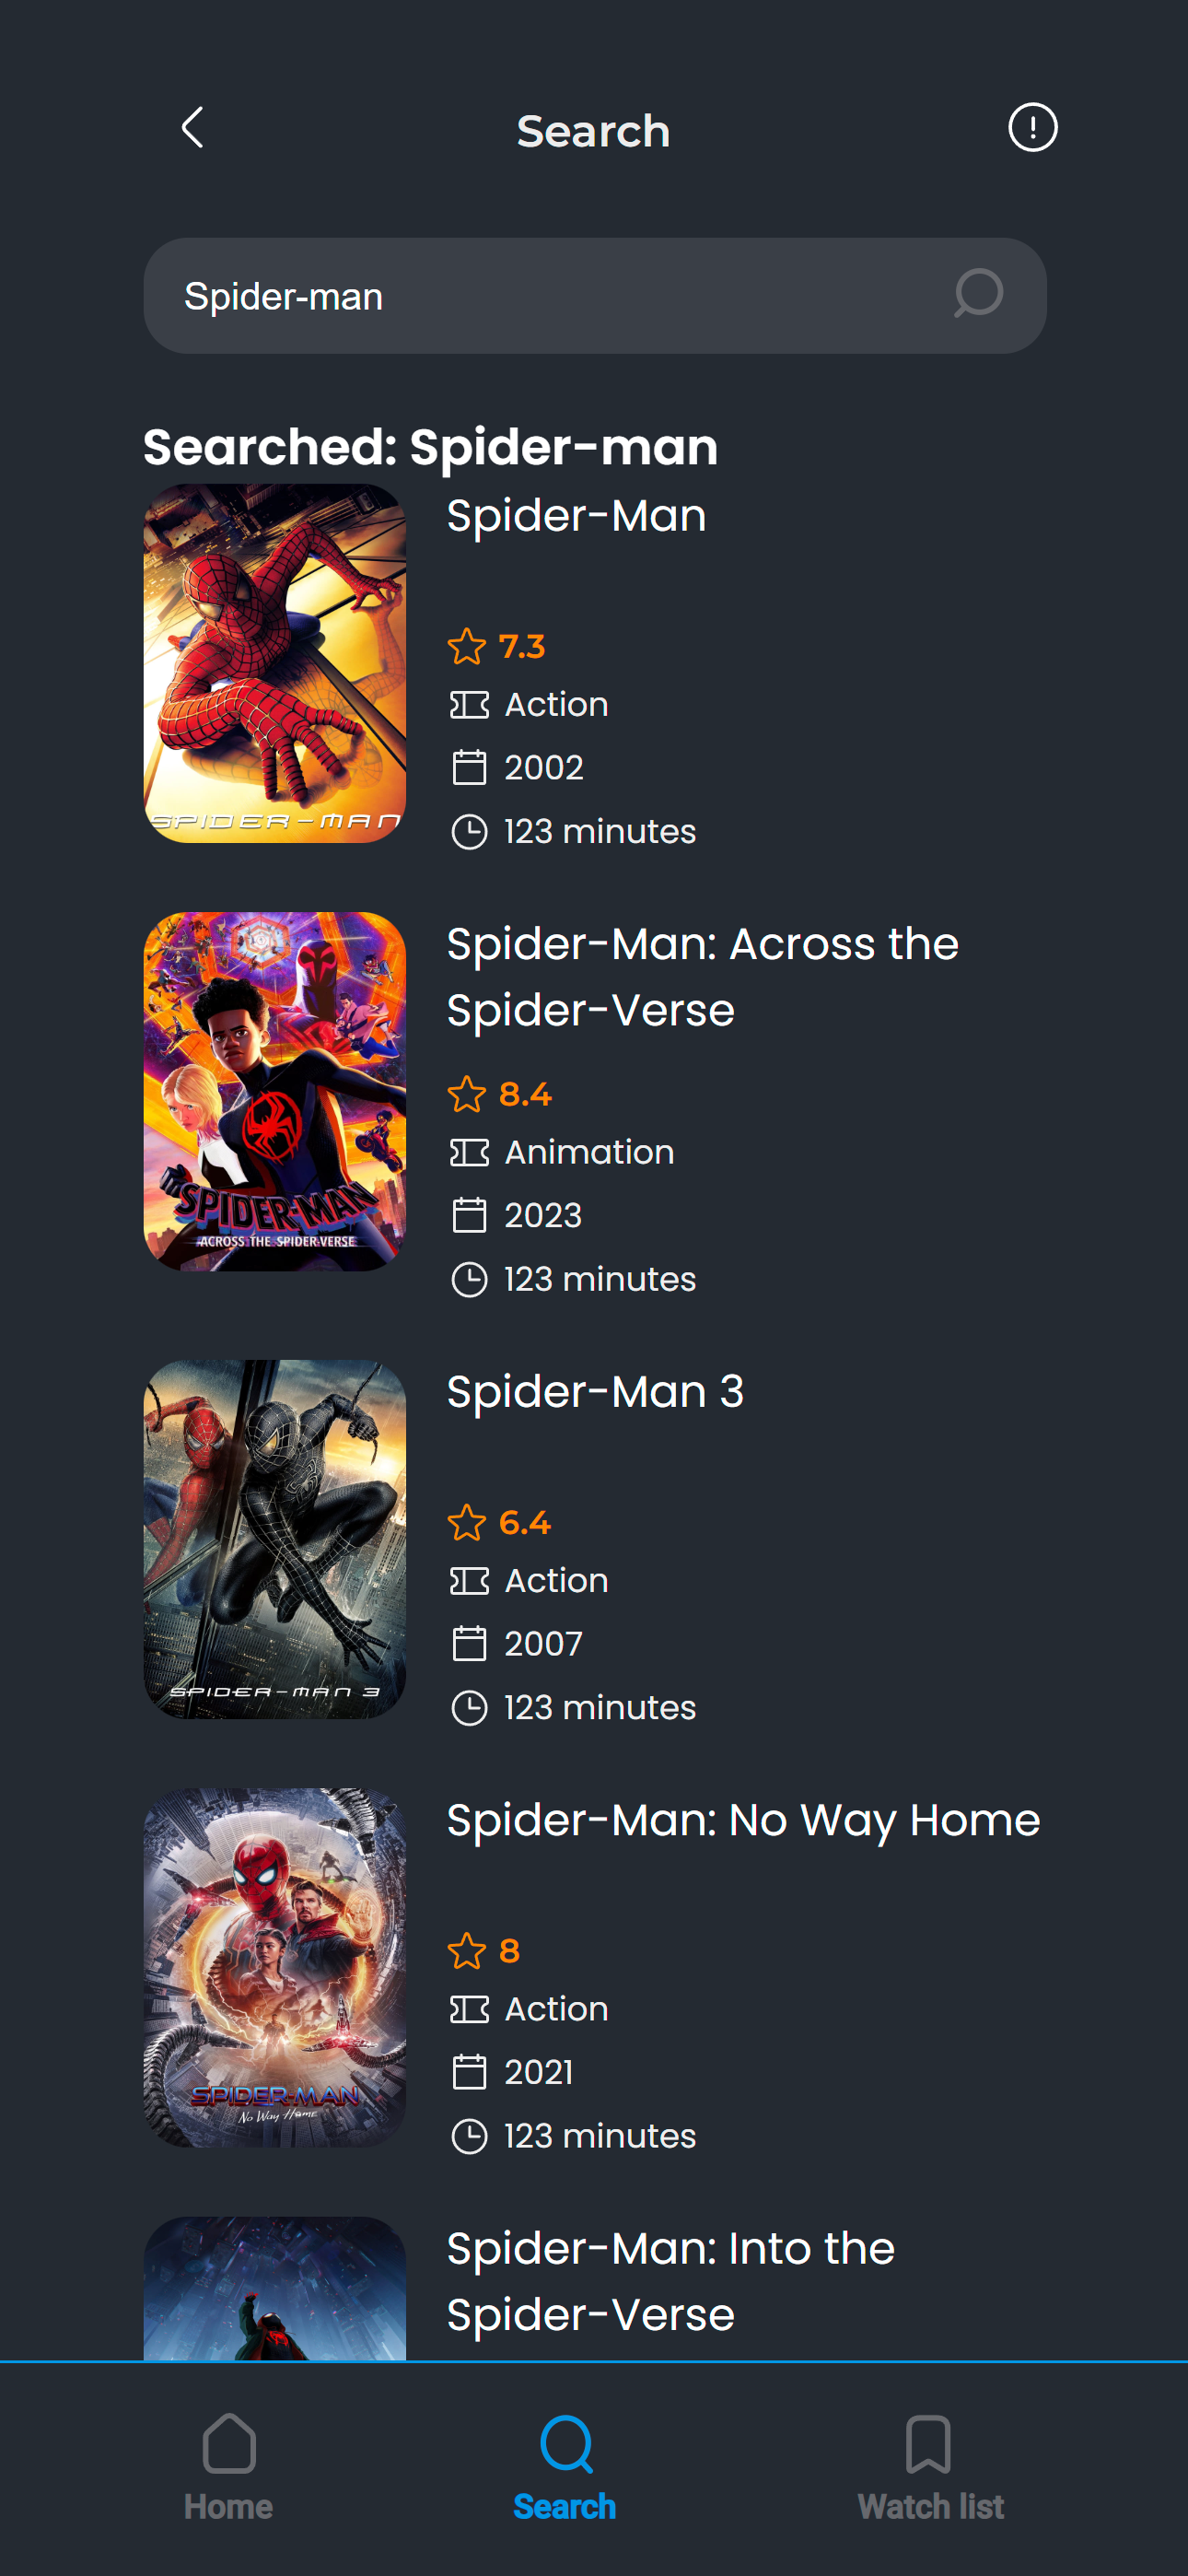 Search
Spider-man
Searched: Spider-man
SPIDER-MAN
Spider-Man
7.3
Action
2002
123 minutes
SPIDER-MAN
ACROSS THE SPIDER-VERSE
Spider-Man: Across the
Spider-Verse
8.4
Animation
2023
123 minutes
SPIDER-MAN 3
Spider-Man 3
6.4
Action
2007
123 minutes
SPIDER-MAN
No Way Home
Spider-Man: No Way Home
8
Action
2021
123 minutes
Spider-Man: Into the
Spider-Verse
Home
Search
Watch list